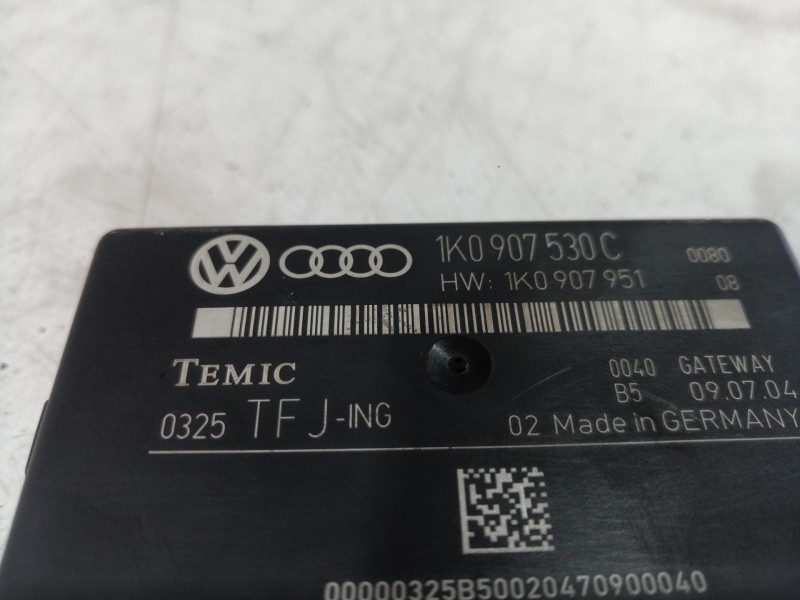 1K0 907 530 C 0080
HW: 1K0 907 951 08
TEMIC
0040 GATEWAY
B5 09.07.04
0325 TFJ-ING
02 Made in GERMANY
00000325B50020470900040